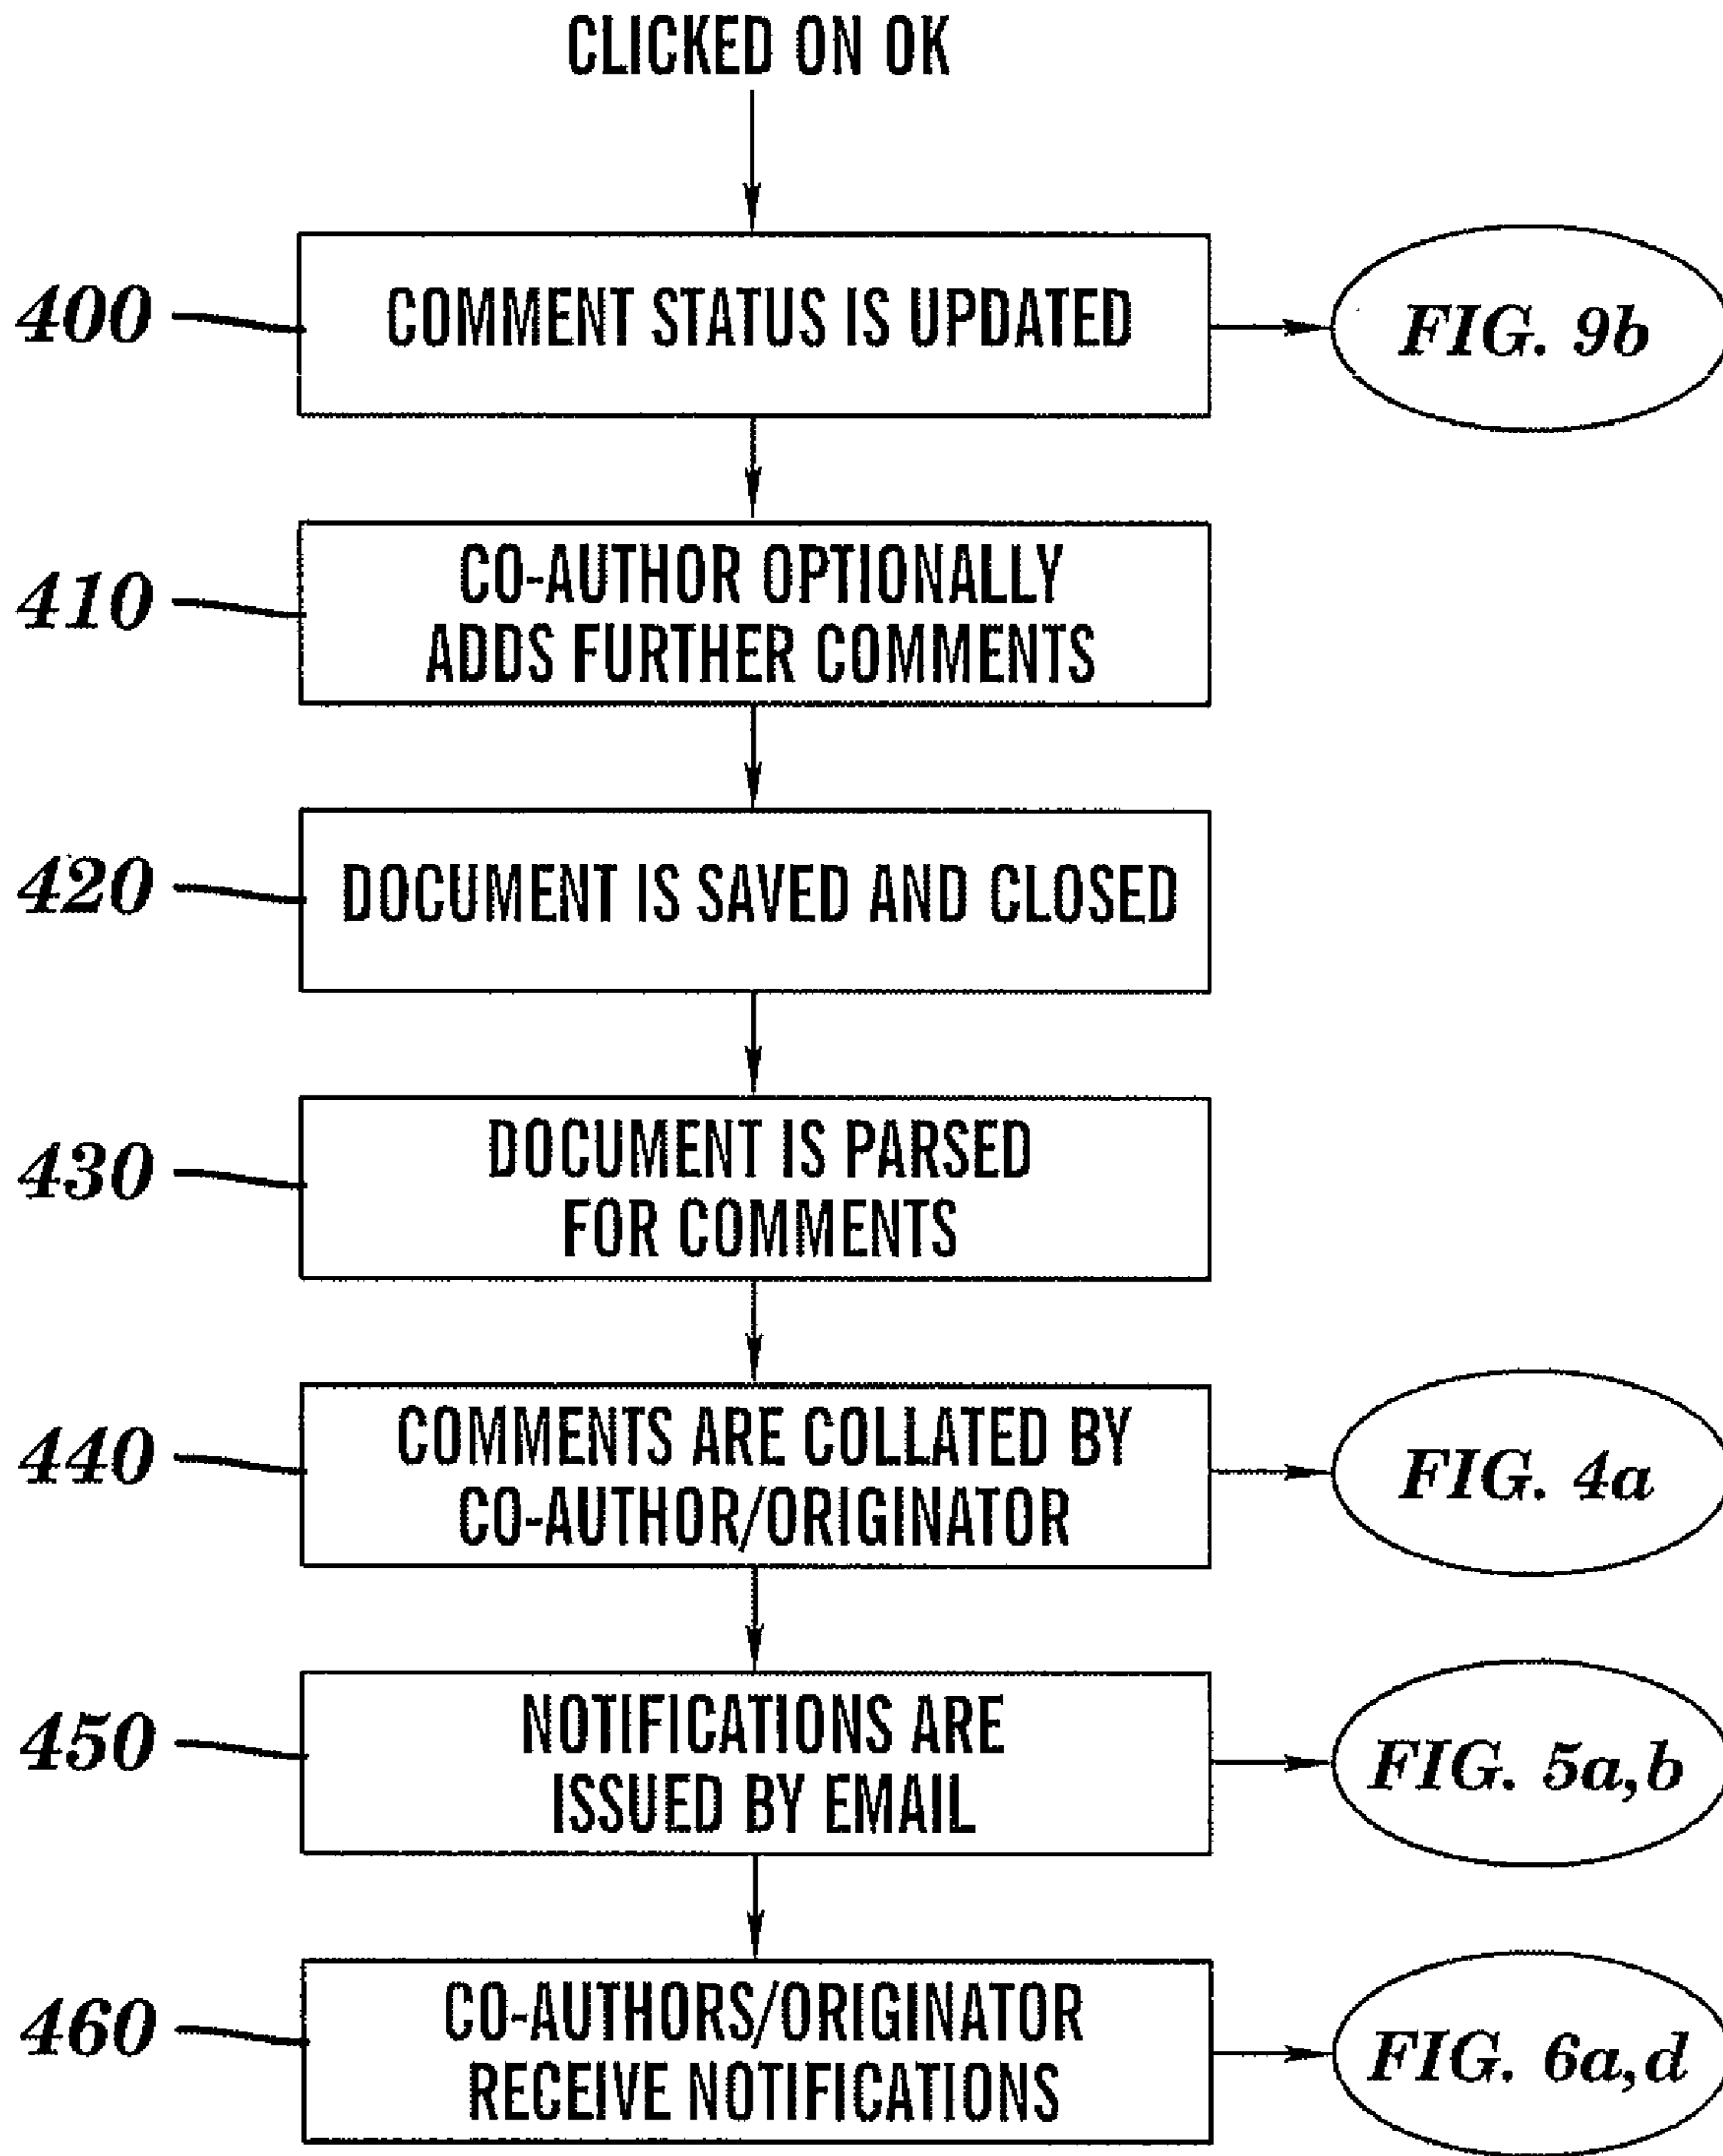 CLICKED ON OK
400
COMMENT STATUS IS UPDATED
FIG. 9b
410
CO-AUTHOR OPTIONALLY
ADDS FURTHER COMMENTS
420
DOCUMENT IS SAVED AND CLOSED
430
DOCUMENT IS PARSED
FOR COMMENTS
440
COMMENTS ARE COLLATED BY
CO-AUTHOR/ORIGINATOR
FIG. 4a
450
NOTIFICATIONS ARE
ISSUED BY EMAIL
FIG. 5a,b
460
CO-AUTHORS/ORIGINATOR
RECEIVE NOTIFICATIONS
FIG. 6a,d